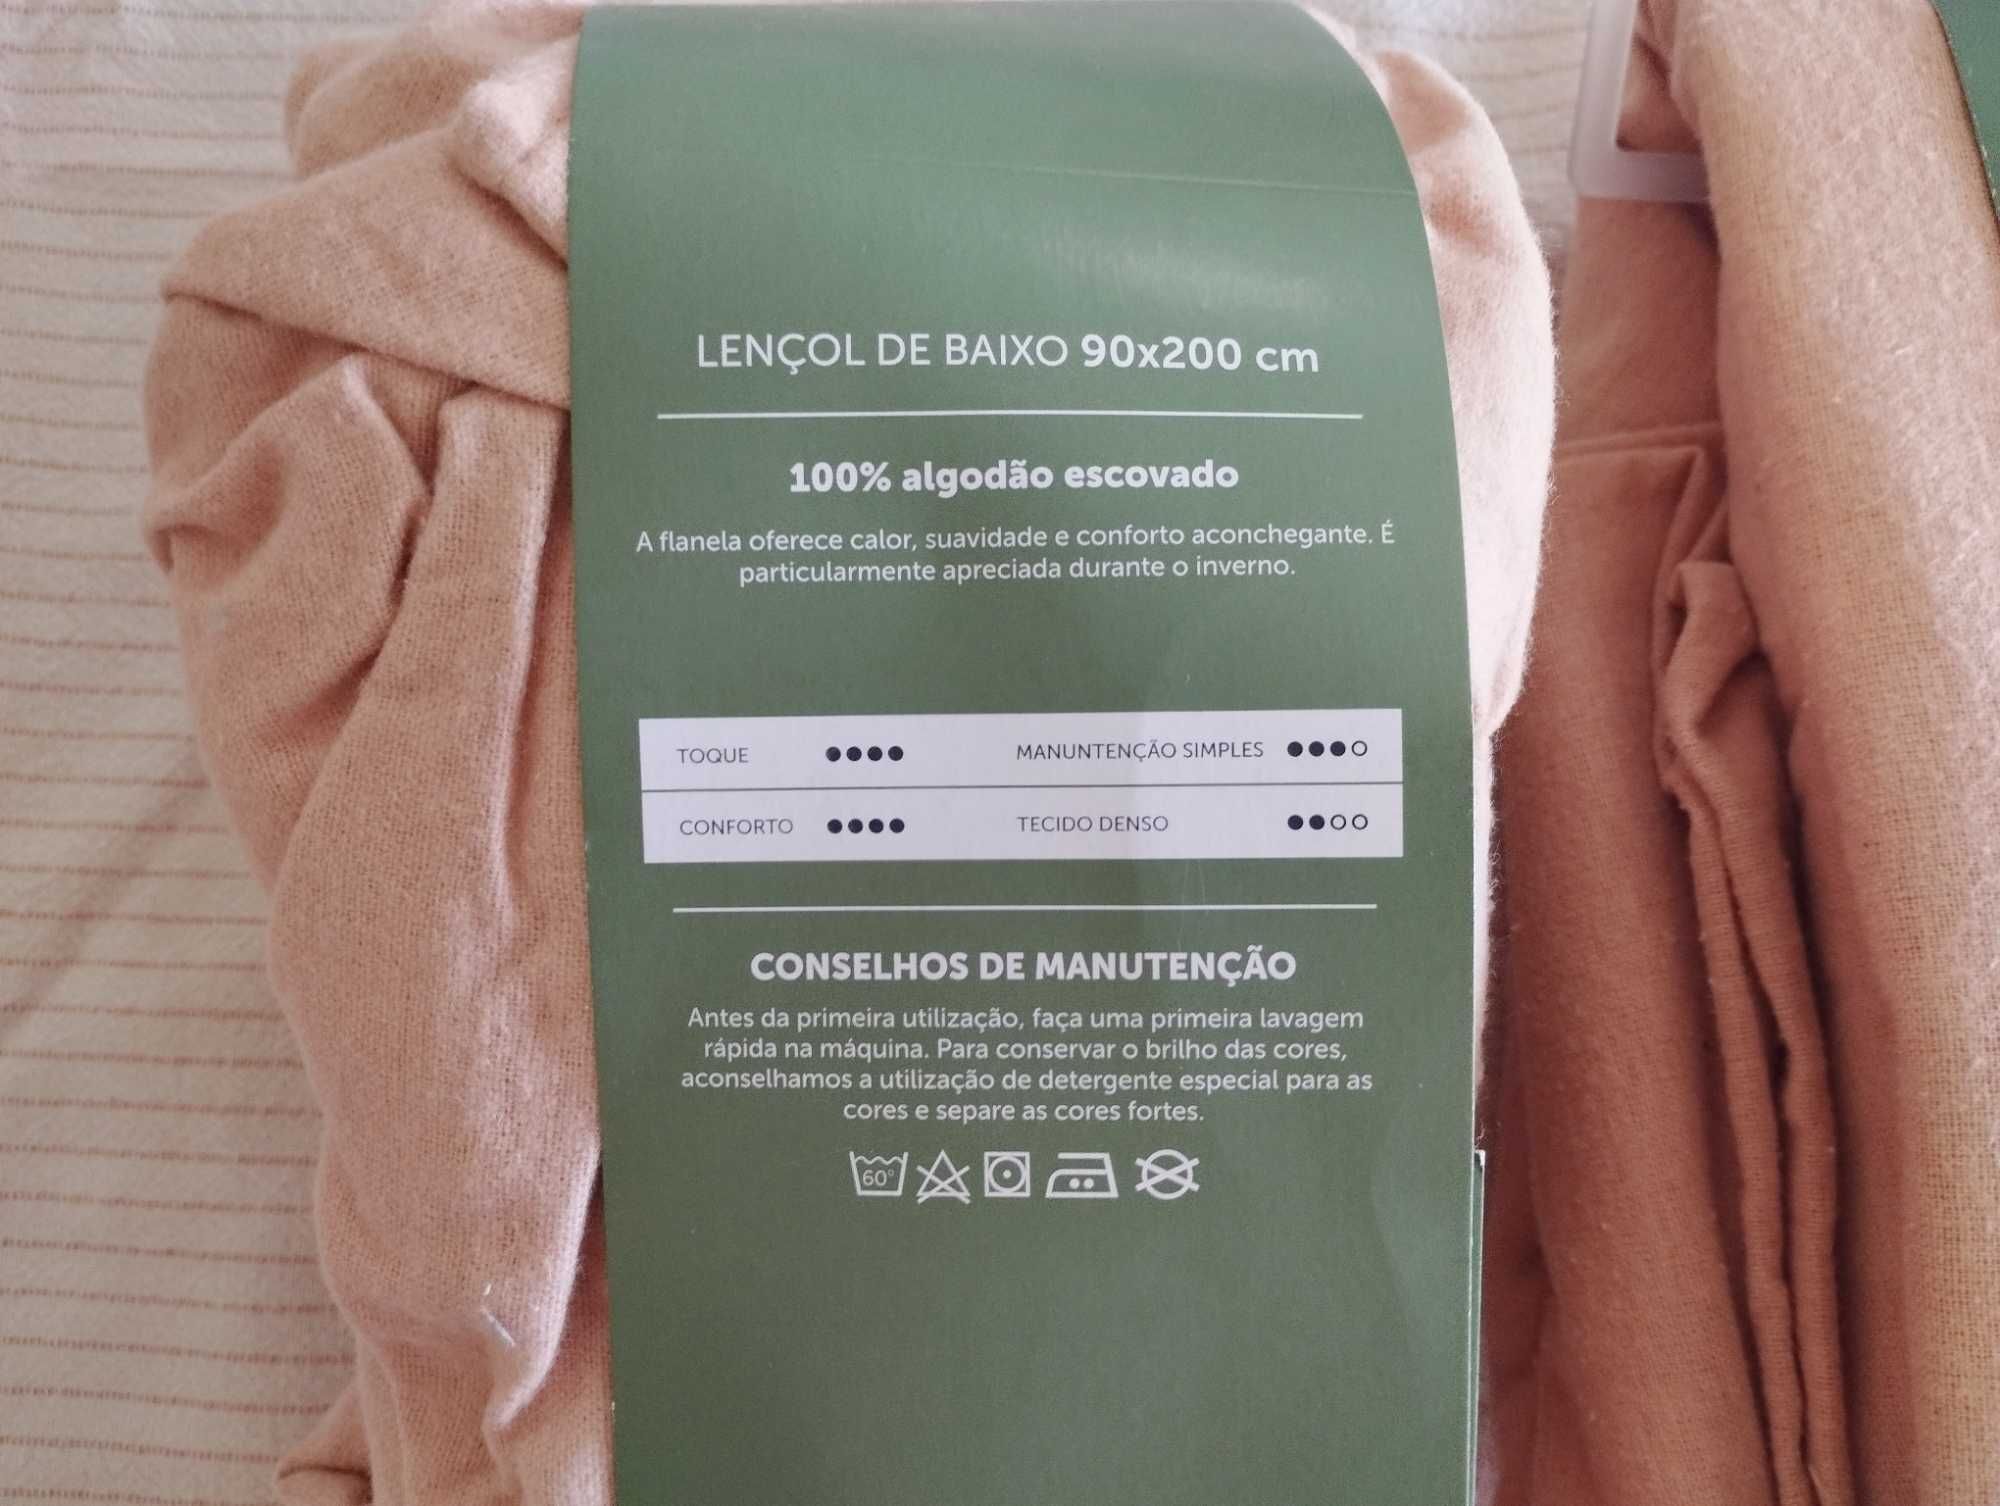 LENÇOL DE BAIXO 90x200 cm
100% algodão escovado
A flanela oferece calor, suavidade e conforto aconchegante. É
particularmente apreciada durante o inverno.
TOQUE MANUNTENÇÃO SIMPLES
CONFORTO TECIDO DENSO
CONSELHOS DE MANUTENÇÃO
Antes da primeira utilização, faça uma primeira lavagem
rápida na máquina. Para conservar o brilho das cores,
aconselhamos a utilização de detergente especial para as
cores e separe as cores fortes.
60°